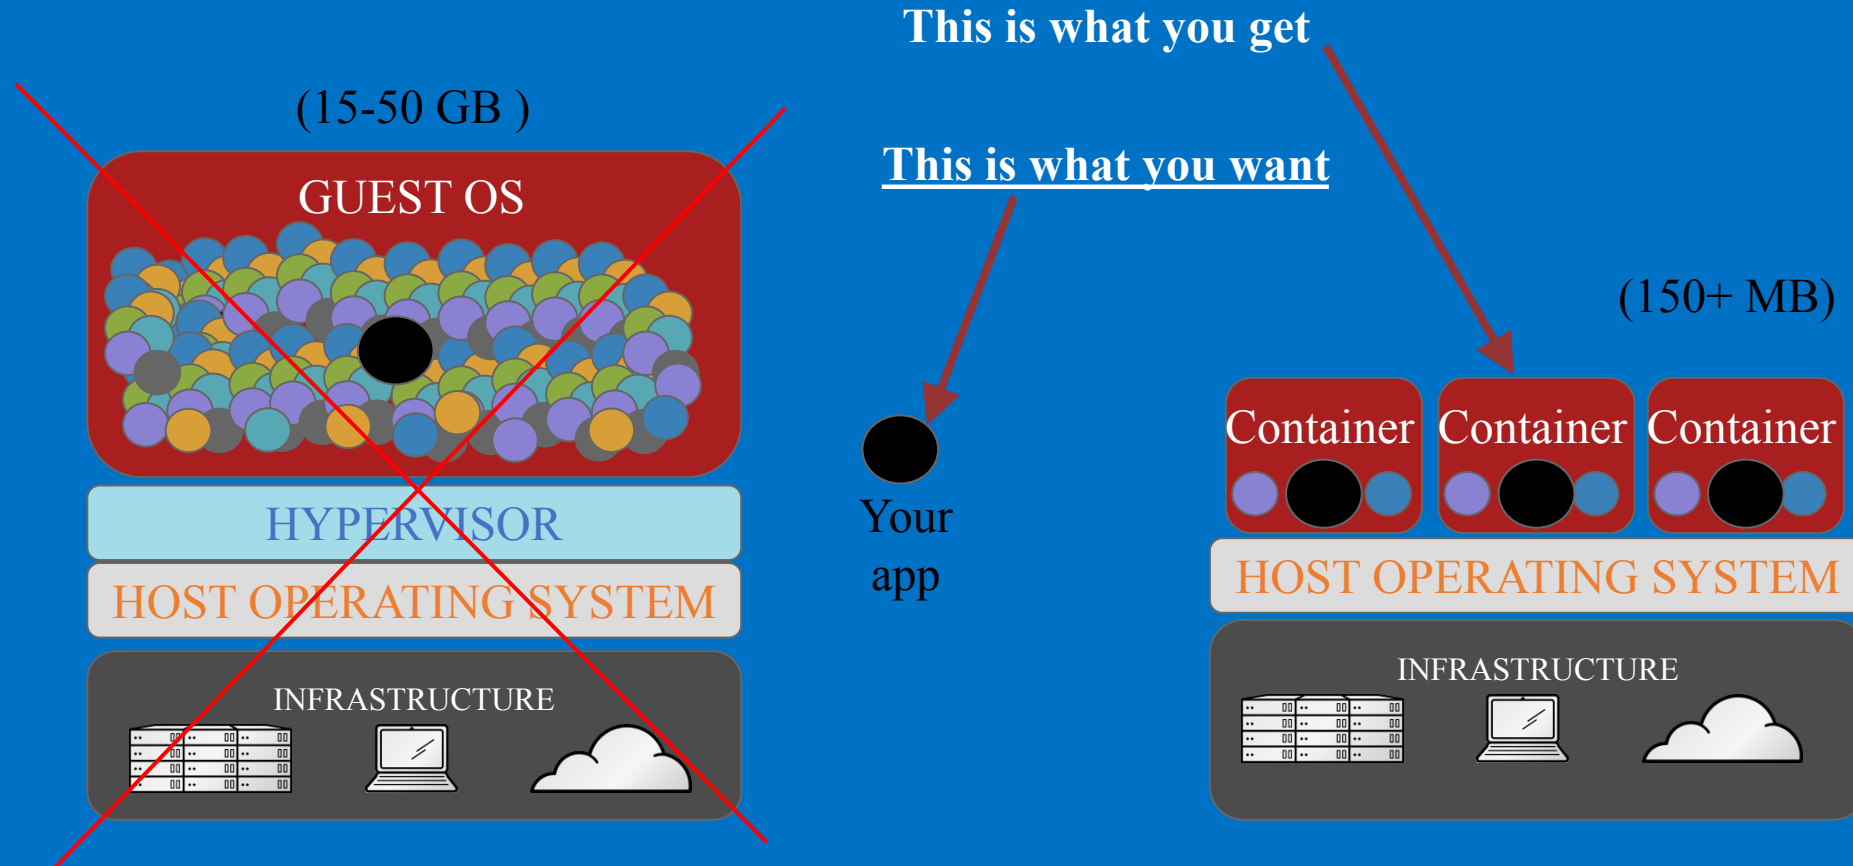 This is what you get
(15-50 GB )
This is what you want
GUEST OS
(150+ MB)
Container
Container
Container
HYPERVISOR
Your
app
HOST OPERATING SYSTEM
HOST OPERATING SYSTEM
INFRASTRUCTURE
INFRASTRUCTURE